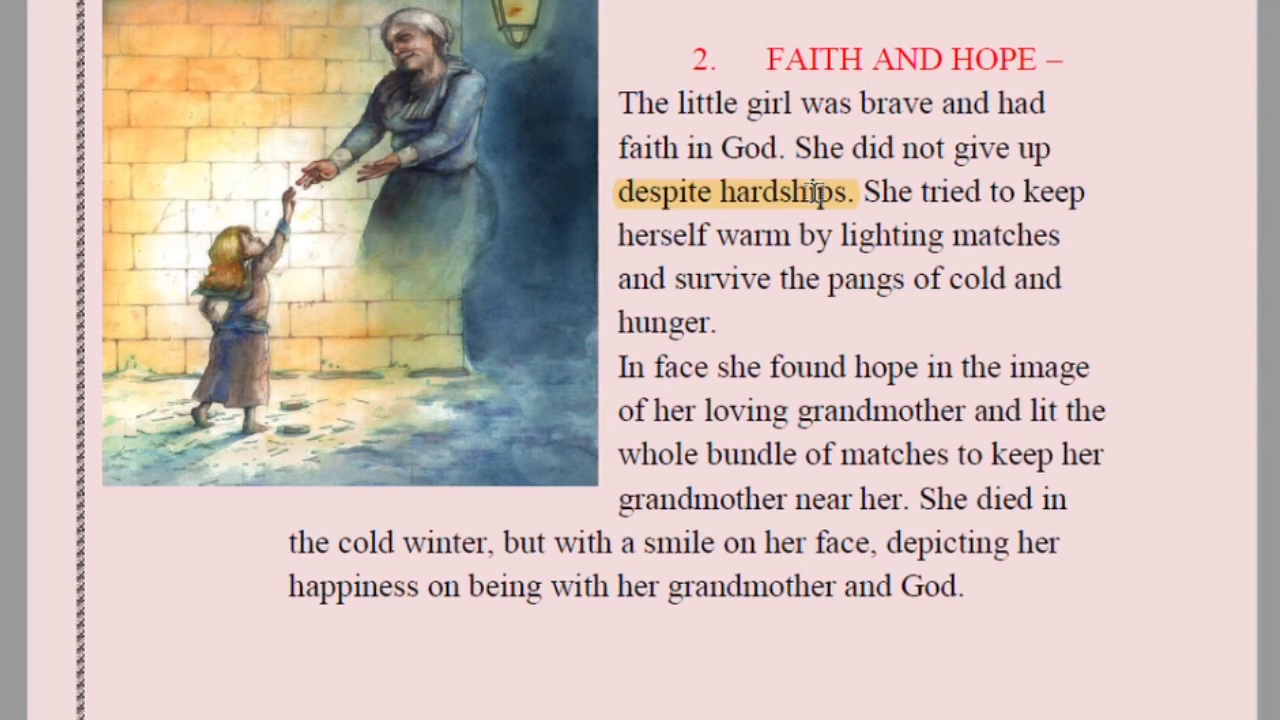 2. FAITH AND HOPE –
The little girl was brave and had
faith in God. She did not give up
despite hardships. She tried to keep
herself warm by lighting matches
and survive the pangs of cold and
hunger.
In face she found hope in the image
of her loving grandmother and lit the
whole bundle of matches to keep her
grandmother near her. She died in
the cold winter, but with a smile on her face, depicting her
happiness on being with her grandmother and God.